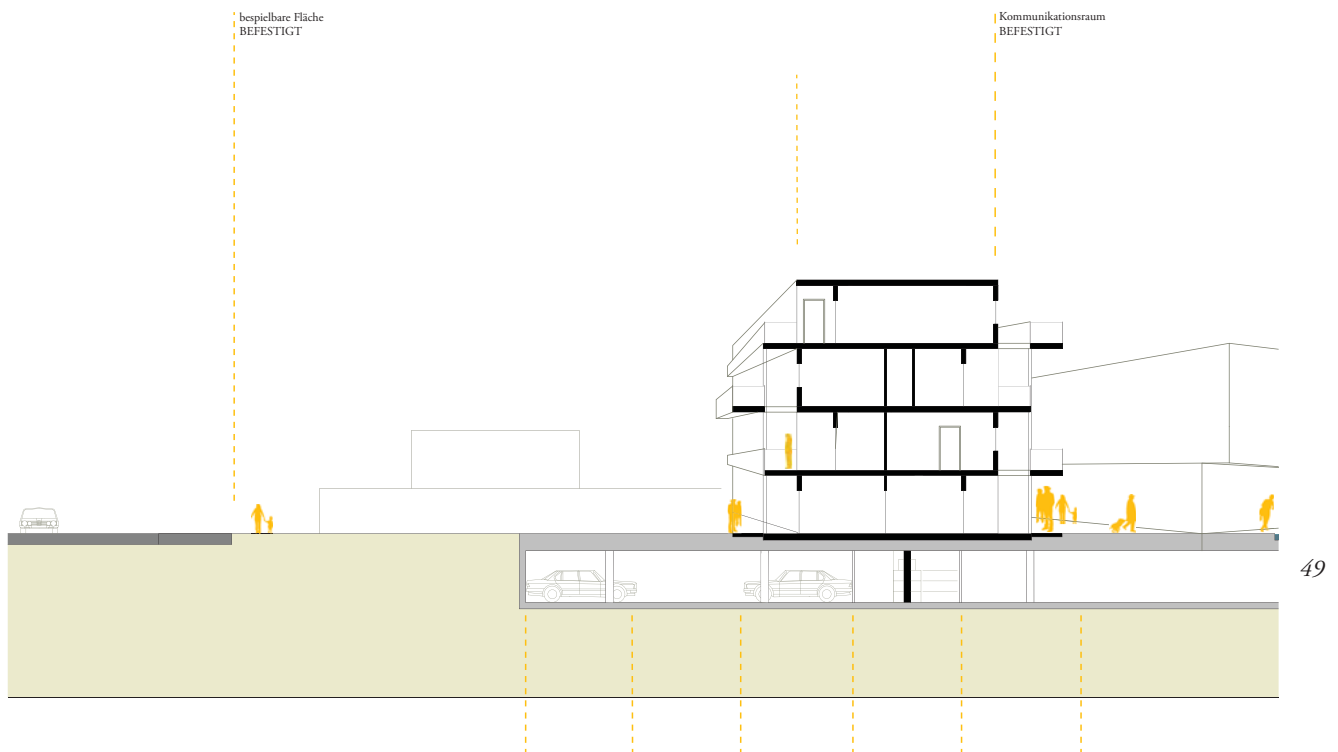 bespielbare Fläche
BEFESTIGT
Kommunikationsraum
BEFESTIGT
49